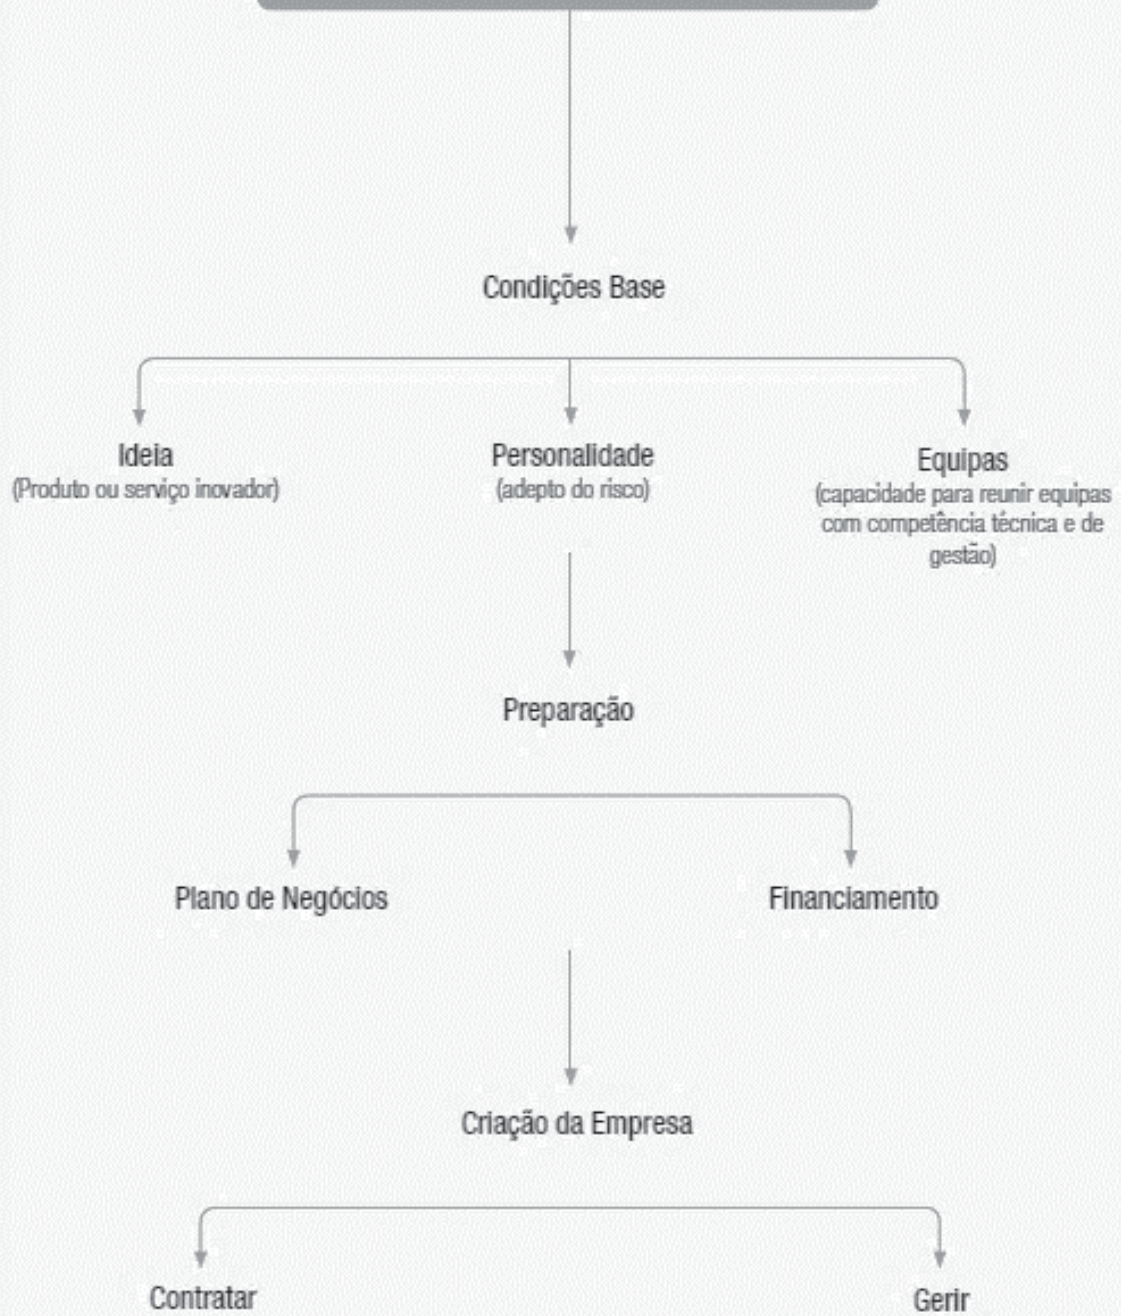 Condições Base
Ideia
(Produto ou serviço inovador)
Personalidade
(adepto do risco)
Equipas
(capacidade para reunir equipas
com competência técnica e de
gestão)
Preparação
Plano de Negócios
Financiamento
Criação da Empresa
Contratar
Gerir